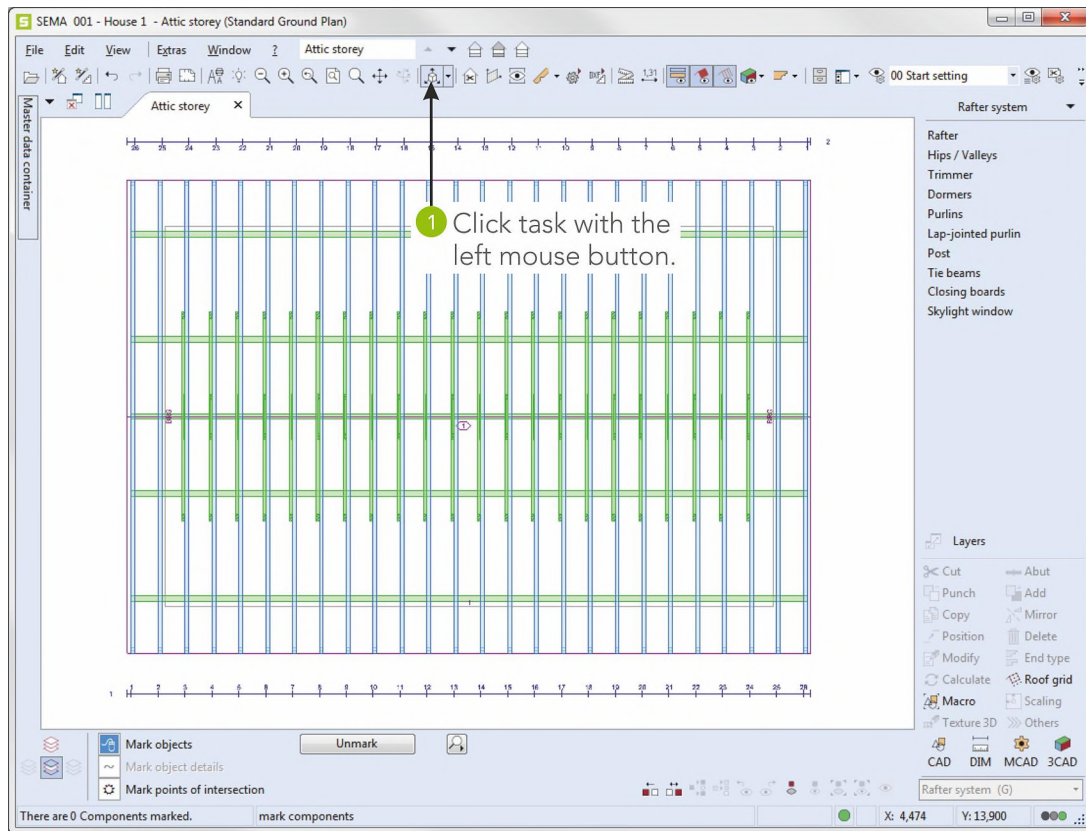 SEMA 001 - House 1 - Attic storey (Standard Ground Plan)
File Edit View Extras Window ? Attic storey
00 Start setting
Attic storey
Rafter system
Master data container
Rafter
Hips / Valleys
Trimmer
Dormers
Purlins
Lap-jointed purlin
Post
Tie beams
Closing boards
Skylight window
2
1 Click task with the
left mouse button.
1
Layers
Cut Abut
Punch Add
Copy Mirror
Position Delete
Modify End type
Calculate Roof grid
Macro Scaling
Texture 3D Others
CAD DIM MCAD 3CAD
Mark objects Unmark
Mark object details
Mark points of intersection
Rafter system (G)
There are 0 Components marked. mark components X: 4,474 Y: 13,900